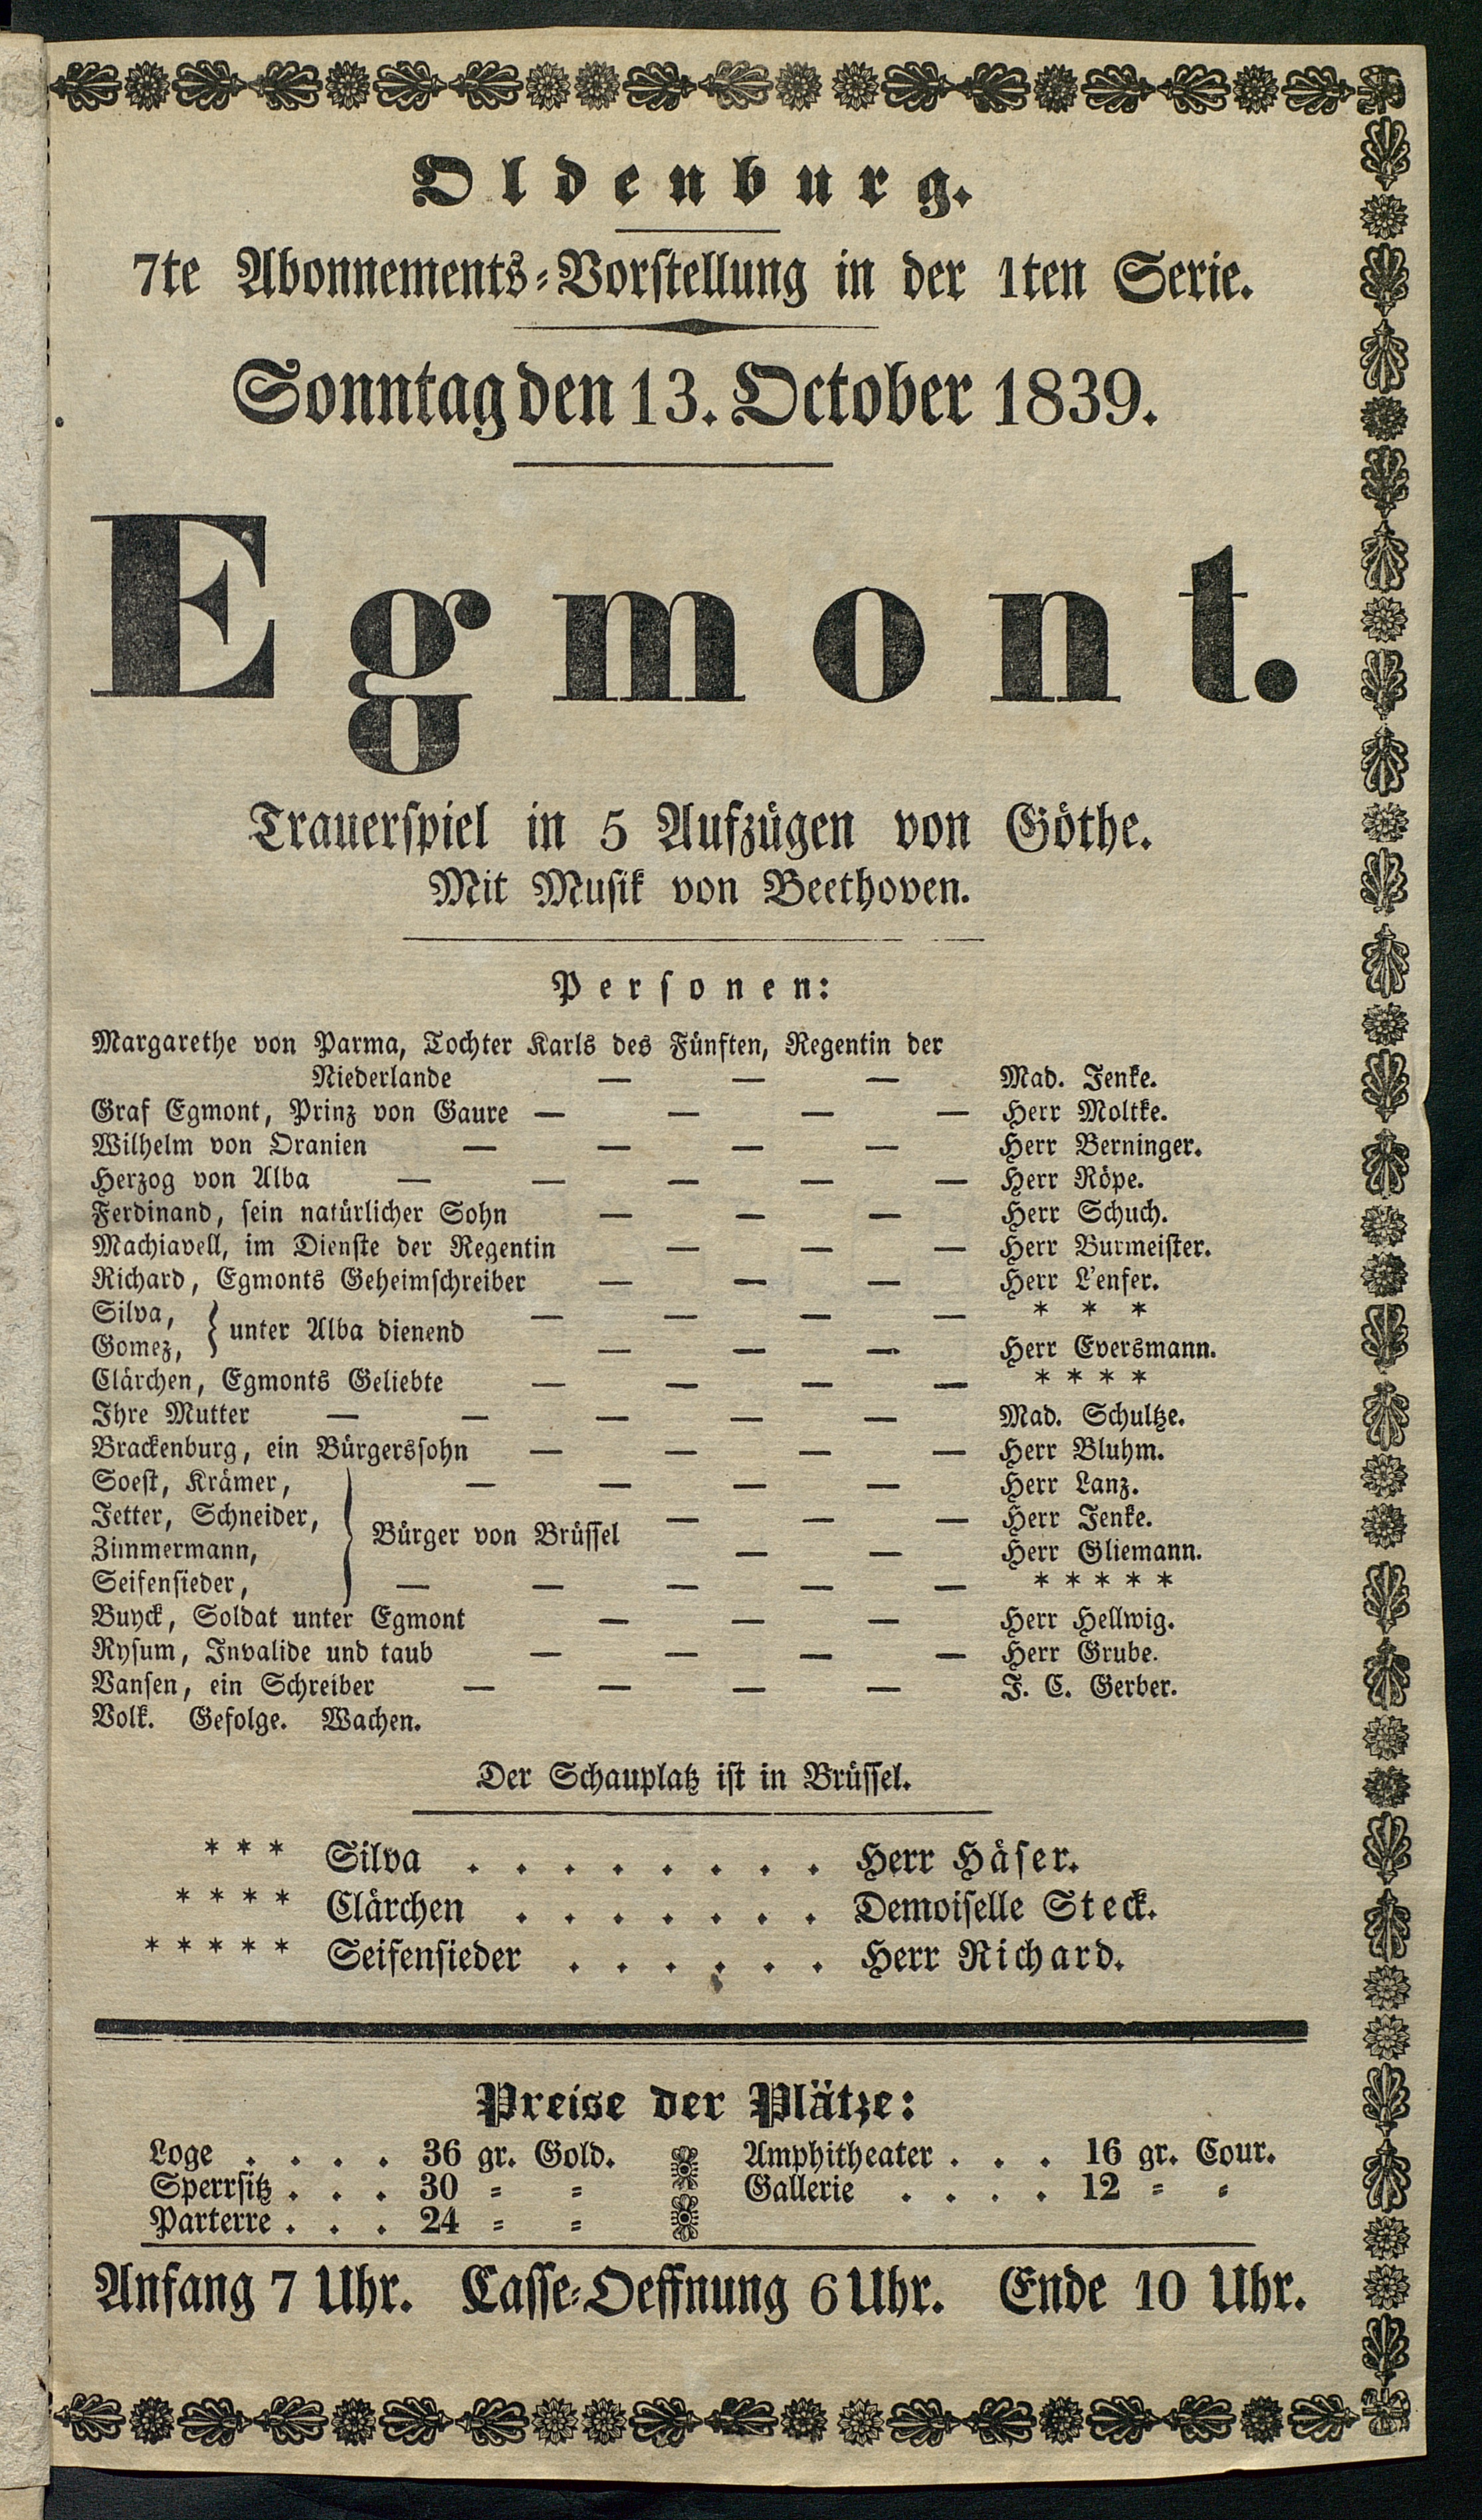 Oldenburg.
7te Abonnements-Vorstellung in der 1ten Serie.
Sonntag den 13. October 1839.
Egmont.
Trauerspiel in 5 Aufzügen von Göthe.
Mit Musik von Beethoven.
Personen:
Margarethe von Parma, Tochter Karls des Fünften, Regentin der
Niederlande — — — Mad. Jenke.
Graf Egmont, Prinz von Gaure — — — — Herr Moltke.
Wilhelm von Oranien — — — — Herr Berninger.
Herzog von Alba — — — — — Herr Röpe.
Ferdinand, sein natürlicher Sohn — — — Herr Schuch.
Machiavell, im Dienste der Regentin — — — Herr Burmeister.
Richard, Egmonts Geheimschreiber — — — Herr L'enfer.
Silva, — — — — * * *
} unter Alba dienend
Gomez, — — — Herr Eversmann.
Clärchen, Egmonts Geliebte — — — — * * * *
Ihre Mutter — — — — — Mad. Schultze.
Brackenburg, ein Bürgerssohn — — — — Herr Bluhm.
Soest, Krämer, — — — — Herr Lanz.
Jetter, Schneider, — — — Herr Jenke.
} Bürger von Brüssel
Zimmermann, — — Herr Gliemann.
Seifensieder, — — — — — * * * * *
Buyck, Soldat unter Egmont — — — Herr Hellwig.
Rysum, Invalide und taub — — — — Herr Grube.
Vansen, ein Schreiber — — — — J. C. Gerber.
Volk. Gefolge. Wachen.
Der Schauplatz ist in Brüssel.
* * * Silva . . . . . . . . Herr Häser.
* * * * Clärchen . . . . . . . Demoiselle Steck.
* * * * * Seifensieder . . . . . . Herr Richard.
Preise der Plätze:
Loge . . . . 36 gr. Gold.
Sperrsitz . . . 30 = =
Parterre . . . 24 = =
Amphitheater . . . 16 gr. Cour.
Gallerie . . . . 12 = =
Anfang 7 Uhr. Casse-Oeffnung 6 Uhr. Ende 10 Uhr.